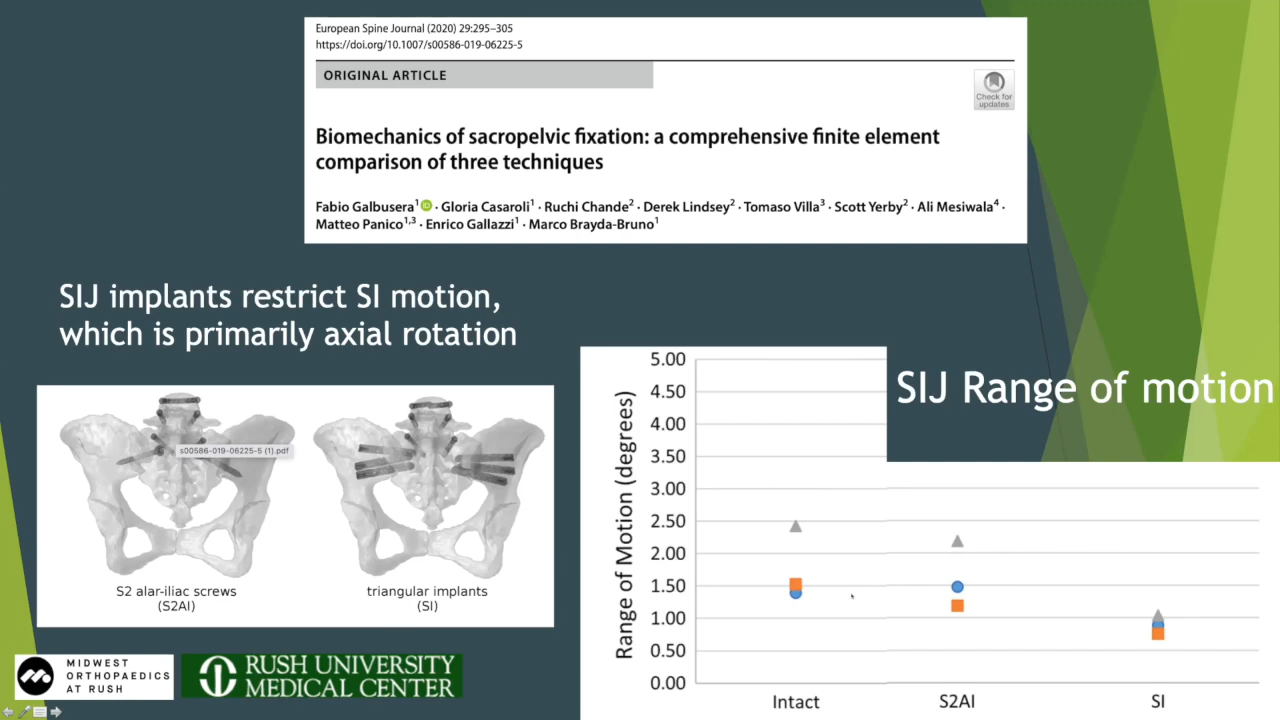 European Spine Journal (2020) 29:295–305
https://doi.org/10.1007/s00586-019-06225-5
ORIGINAL ARTICLE
Check for
updates
Biomechanics of sacropelvic fixation: a comprehensive finite element
comparison of three techniques
Fabio Galbusera1 iD · Gloria Casaroli1 · Ruchi Chande2 · Derek Lindsey2 · Tomaso Villa3 · Scott Yerby2 · Ali Mesiwala4 ·
Matteo Panico1,3 · Enrico Gallazzi1 · Marco Brayda-Bruno1
SIJ implants restrict SI motion,
which is primarily axial rotation
s00586-019-06225-5 (1).pdf
S2 alar-iliac screws
(S2AI)
triangular implants
(SI)
SIJ Range of motion
Range of Motion (degrees)
5.00
4.50
4.00
3.50
3.00
2.50
2.00
1.50
1.00
0.50
0.00
Intact
S2AI
SI
MIDWEST
ORTHOPAEDICS
AT RUSH
RUSH UNIVERSITY
MEDICAL CENTER